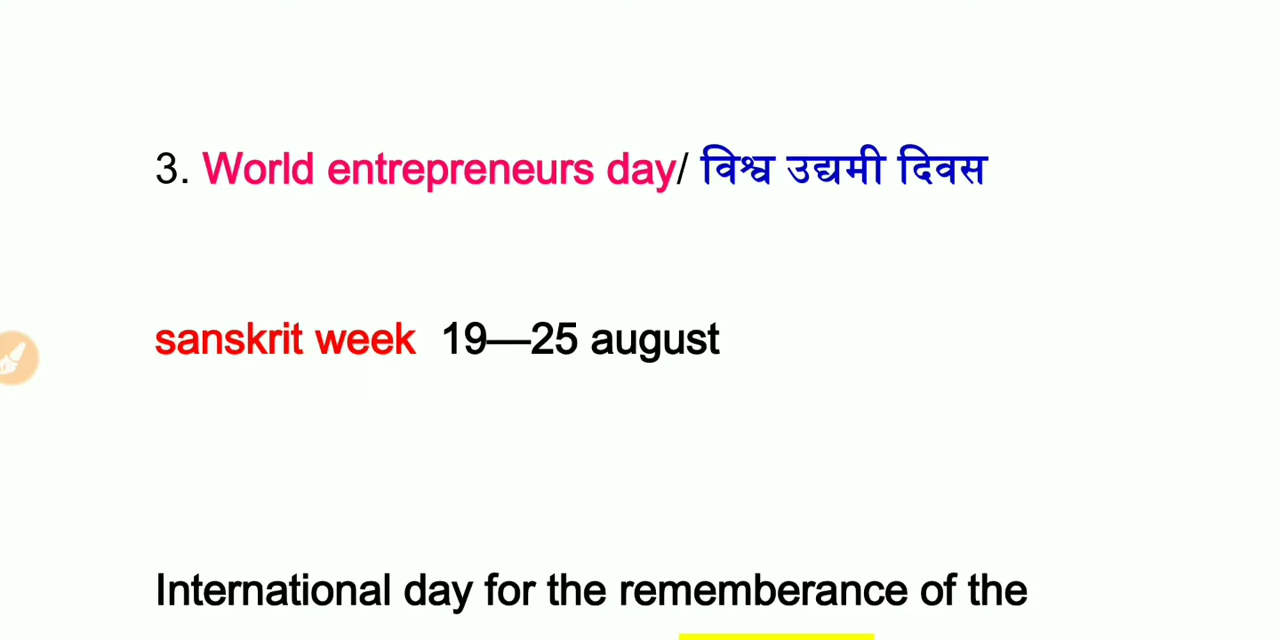 3. World entrepreneurs day/ विश्व उद्यमी दिवस
sanskrit week 19—25 august
International day for the rememberance of the